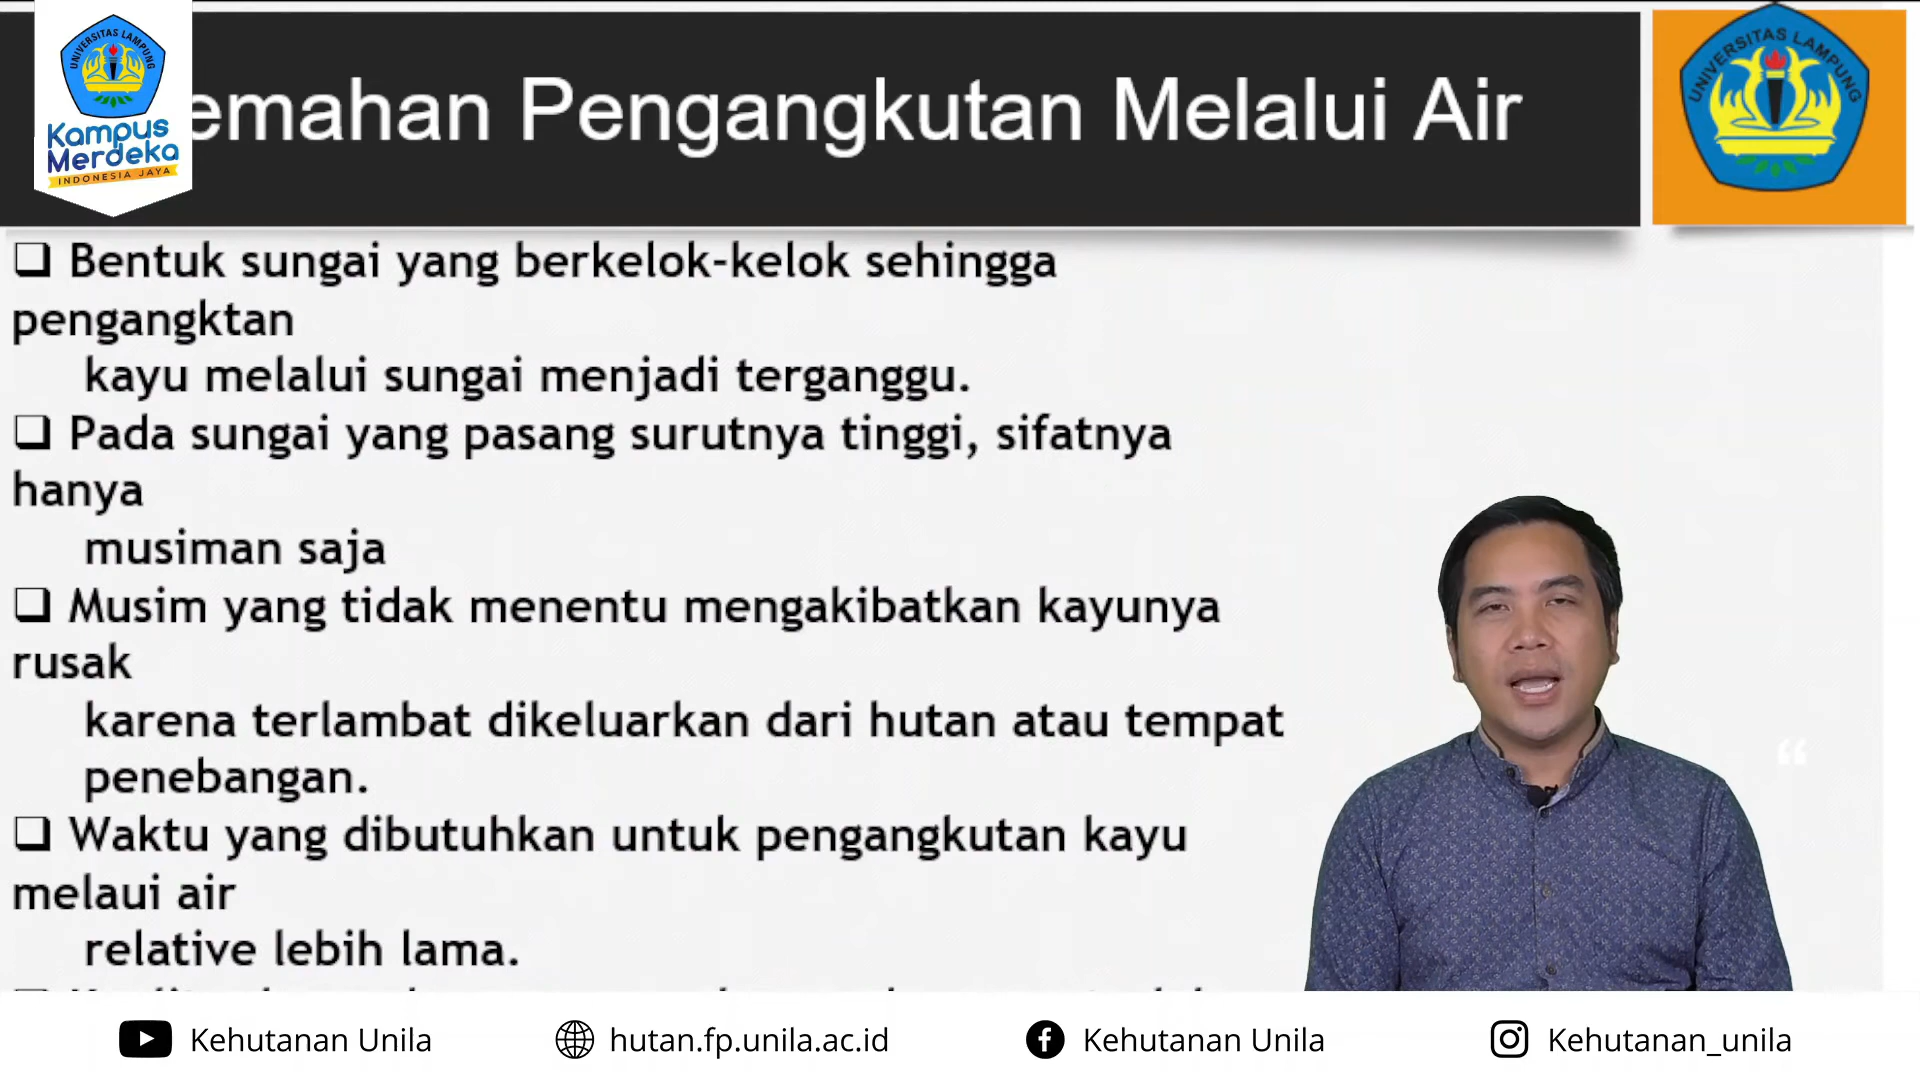 UNIVERSITAS LAMPUNG
Kampus
Merdeka
INDONESIA JAYA
emahan Pengangkutan Melalui Air
UNIVERSITAS LAMPUNG
❑ Bentuk sungai yang berkelok-kelok sehingga
pengangktan
kayu melalui sungai menjadi terganggu.
❑ Pada sungai yang pasang surutnya tinggi, sifatnya
hanya
musiman saja
❑ Musim yang tidak menentu mengakibatkan kayunya
rusak
karena terlambat dikeluarkan dari hutan atau tempat
penebangan.
❑ Waktu yang dibutuhkan untuk pengangkutan kayu
melaui air
relative lebih lama.
“
Kehutanan Unila
hutan.fp.unila.ac.id
Kehutanan Unila
Kehutanan_unila